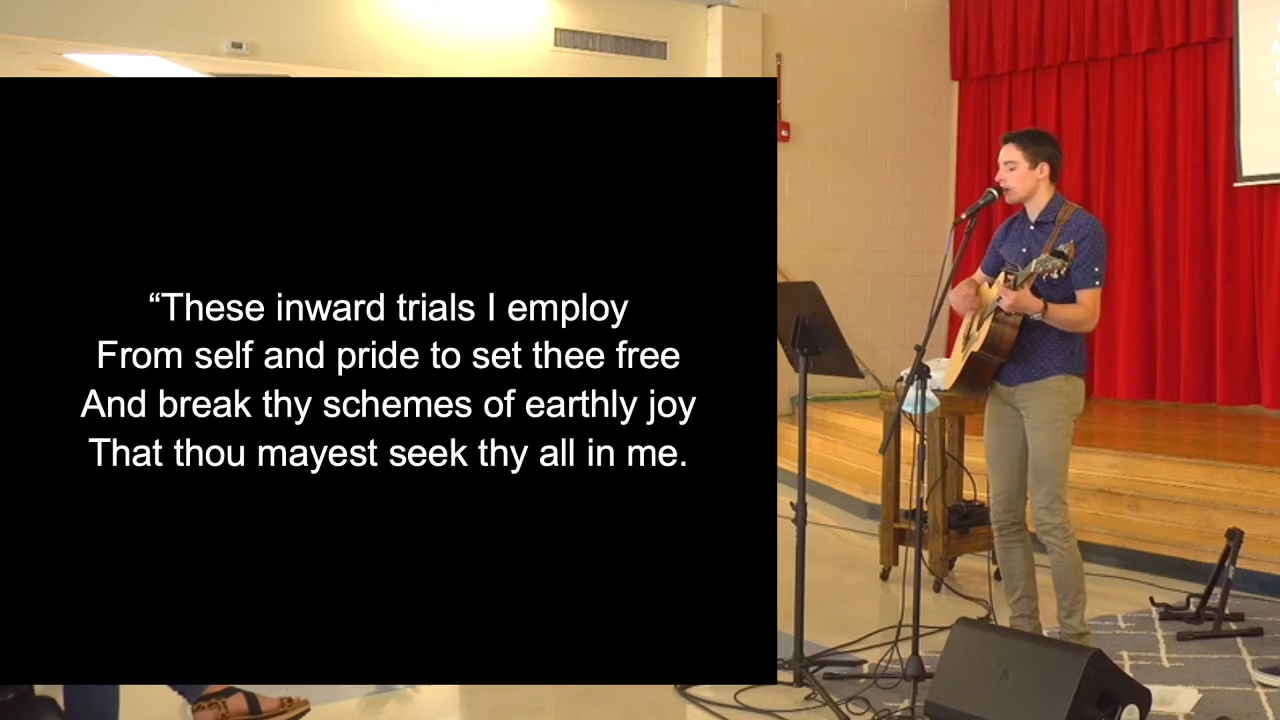 “These inward trials I employ
From self and pride to set thee free
And break thy schemes of earthly joy
That thou mayest seek thy all in me.